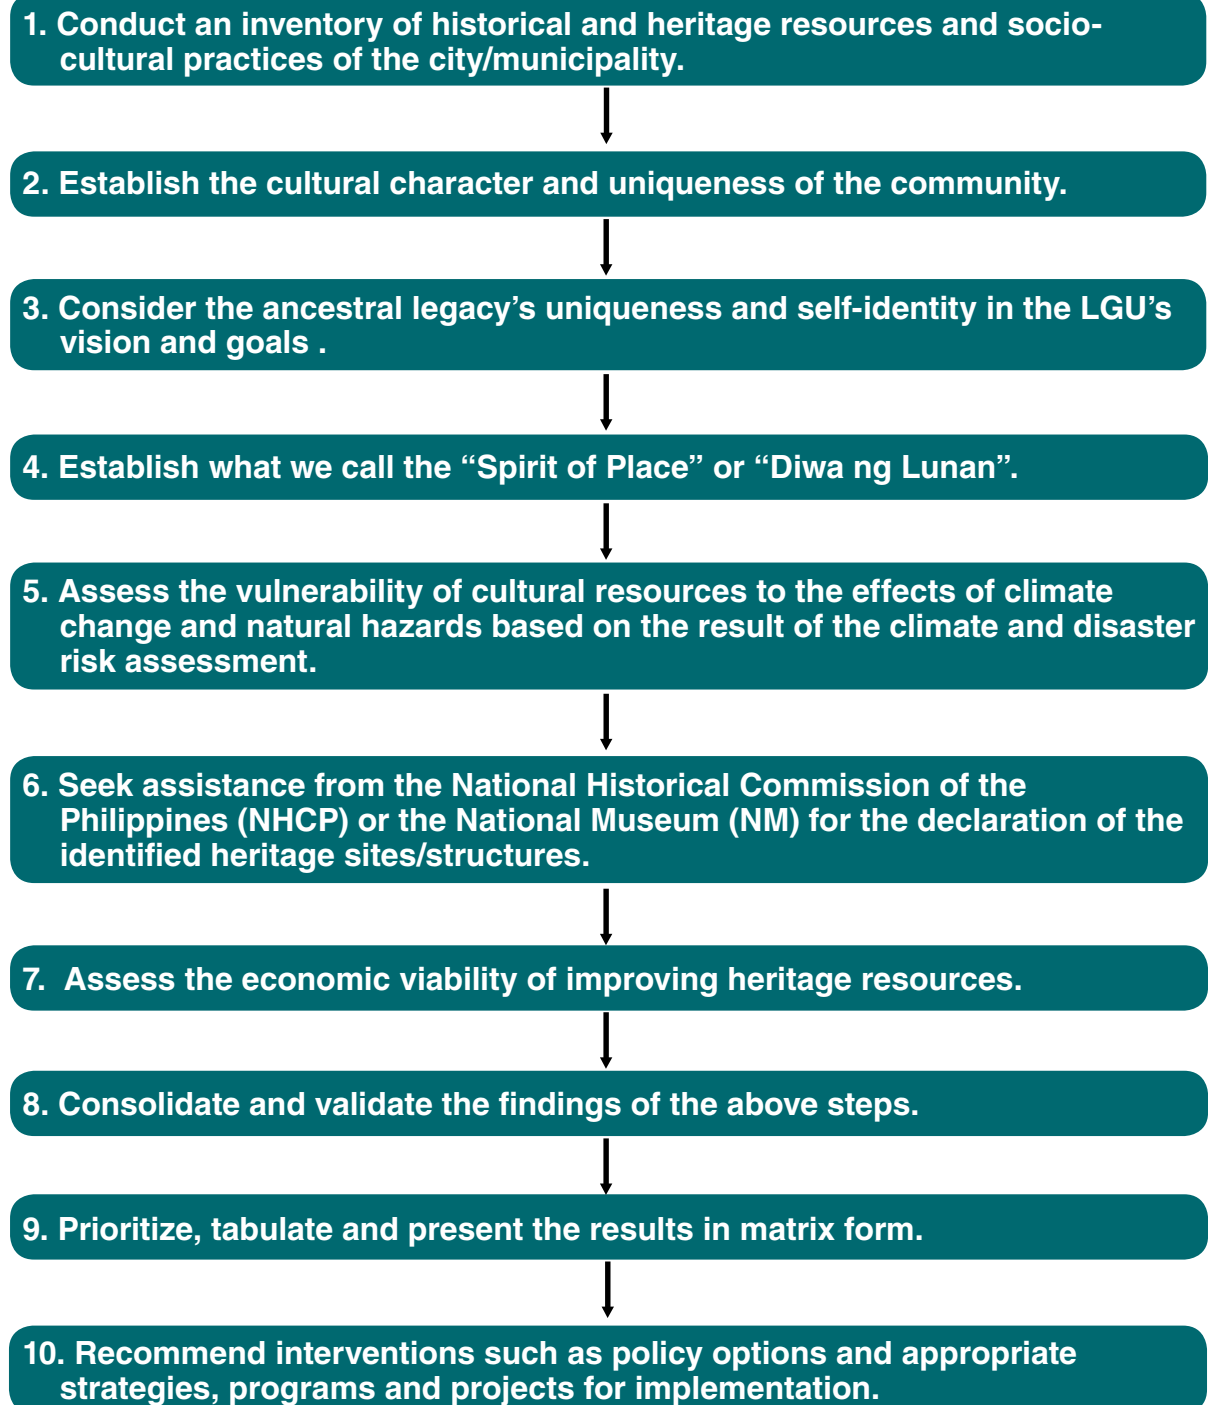 1. Conduct an inventory of historical and heritage resources and socio-
cultural practices of the city/municipality.
2. Establish the cultural character and uniqueness of the community.
3. Consider the ancestral legacy’s uniqueness and self-identity in the LGU’s
vision and goals .
4. Establish what we call the “Spirit of Place” or “Diwa ng Lunan”.
5. Assess the vulnerability of cultural resources to the effects of climate
change and natural hazards based on the result of the climate and disaster
risk assessment.
6. Seek assistance from the National Historical Commission of the
Philippines (NHCP) or the National Museum (NM) for the declaration of the
identified heritage sites/structures.
7.  Assess the economic viability of improving heritage resources.
8. Consolidate and validate the findings of the above steps.
9. Prioritize, tabulate and present the results in matrix form.
10. Recommend interventions such as policy options and appropriate
strategies, programs and projects for implementation.